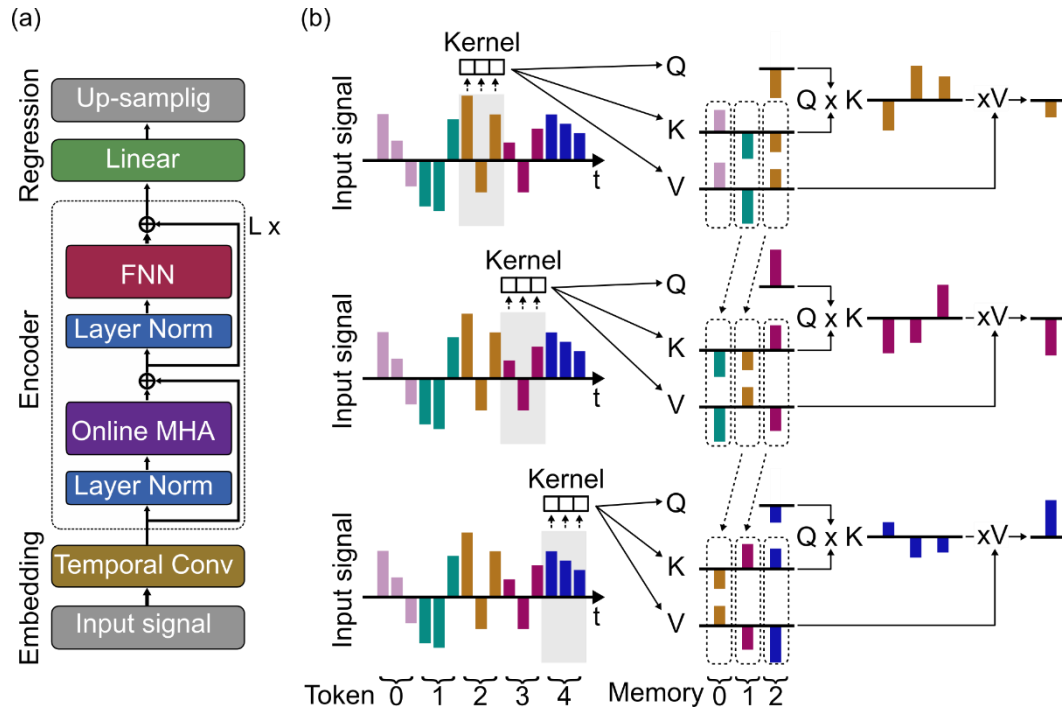 (a)
Regression
Up-samplig
Linear
Encoder
L x
FNN
Layer Norm
Online MHA
Layer Norm
Embedding
Temporal Conv
Input signal
(b)
Kernel
Input signal
t
Q
K
V
Q x K
xV
Kernel
Input signal
t
Q
K
V
Q x K
xV
Kernel
Input signal
t
Q
K
V
Q x K
xV
Token 0 1 2 3 4
Memory 0 1 2